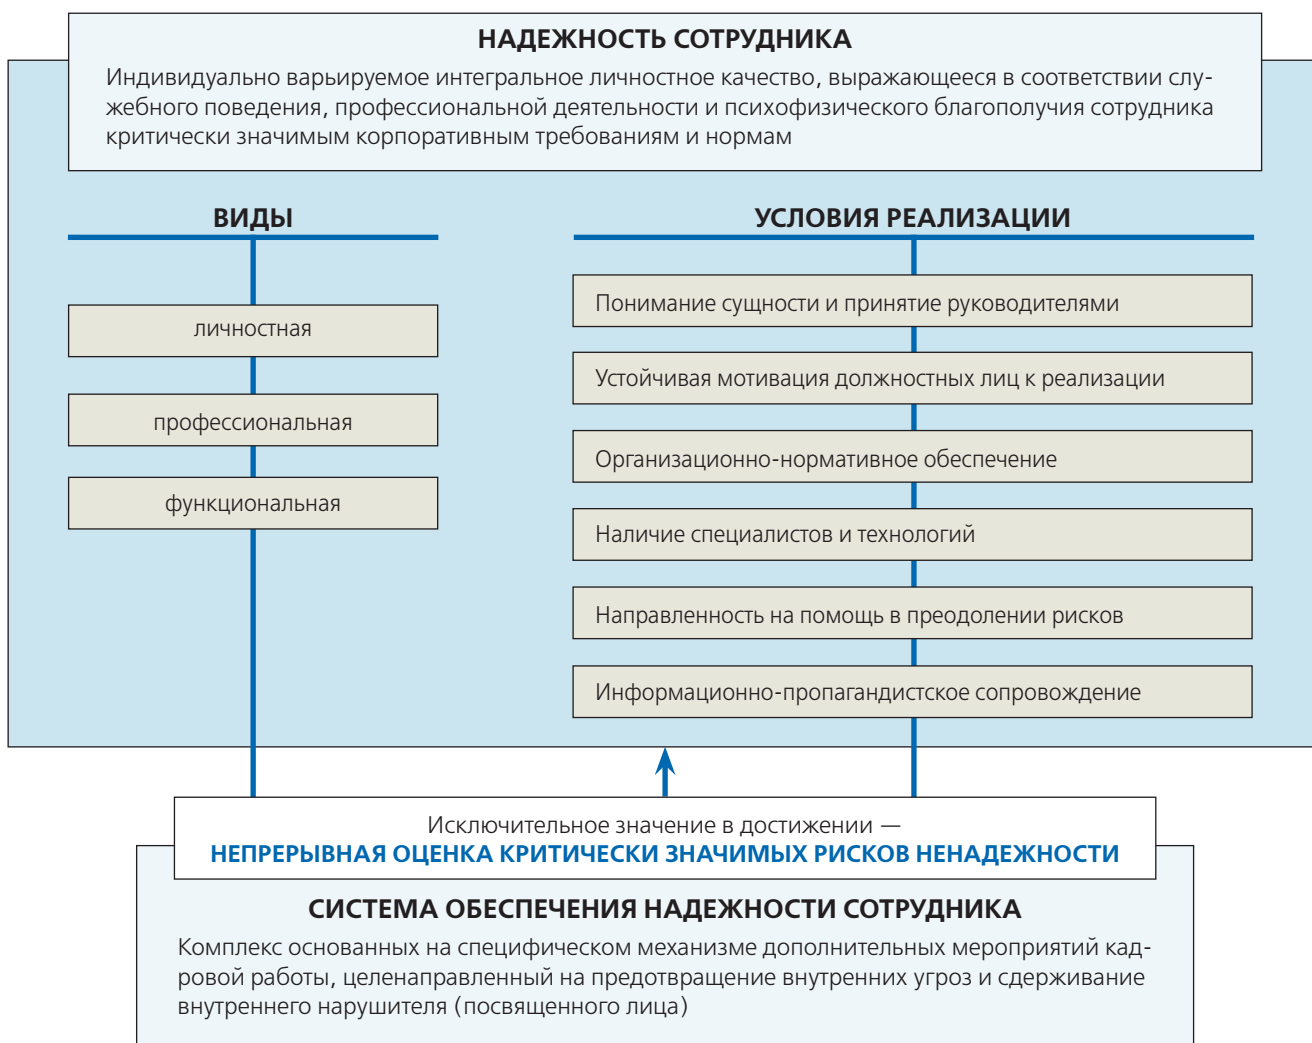 НАДЕЖНОСТЬ СОТРУДНИКА
Индивидуально варьируемое интегральное личностное качество, выражающееся в соответствии слу-
жебного поведения, профессиональной деятельности и психофизического благополучия сотрудника
критически значимым корпоративным требованиям и нормам
ВИДЫ
личностная
профессиональная
функциональная
УСЛОВИЯ РЕАЛИЗАЦИИ
Понимание сущности и принятие руководителями
Устойчивая мотивация должностных лиц к реализации
Организационно-нормативное обеспечение
Наличие специалистов и технологий
Направленность на помощь в преодолении рисков
Информационно-пропагандистское сопровождение
Исключительное значение в достижении —
НЕПРЕРЫВНАЯ ОЦЕНКА КРИТИЧЕСКИ ЗНАЧИМЫХ РИСКОВ НЕНАДЕЖНОСТИ
СИСТЕМА ОБЕСПЕЧЕНИЯ НАДЕЖНОСТИ СОТРУДНИКА
Комплекс основанных на специфическом механизме дополнительных мероприятий кад-
ровой работы, целенаправленный на предотвращение внутренних угроз и сдерживание
внутреннего нарушителя (посвященного лица)